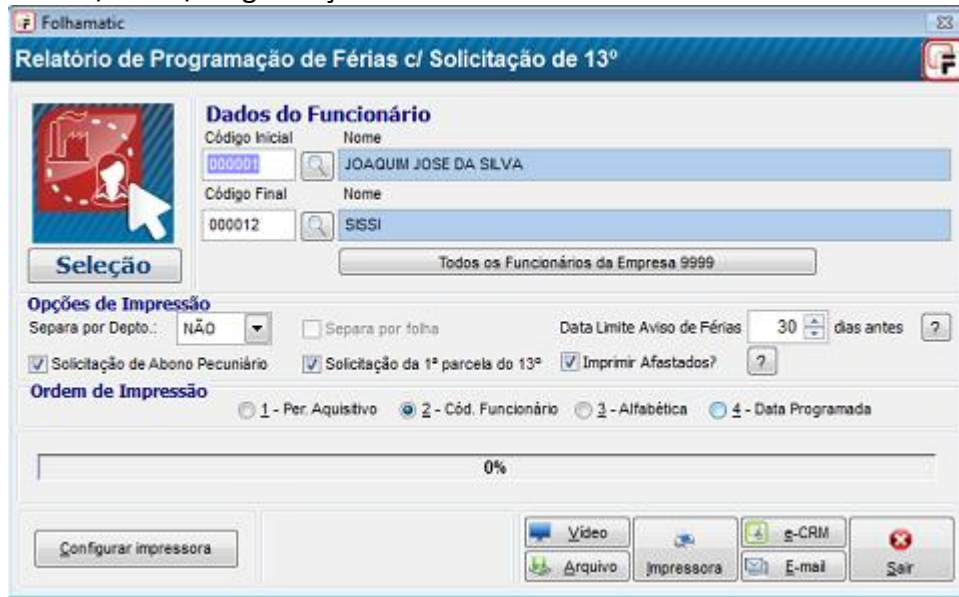 Folhamatic
Relatório de Programação de Férias c/ Solicitação de 13º
Dados do Funcionário
Código Inicial Nome
000001 JOAQUIM JOSE DA SILVA
Código Final Nome
000012 SISSI
Todos os Funcionários da Empresa 9999
Seleção
Opções de Impressão
Separa por Depto.: NÃO Separa por folha Data Limite Aviso de Férias 30 dias antes ?
Solicitação de Abono Pecuniário Solicitação da 1ª parcela do 13º Imprimir Afastados? ?
Ordem de Impressão
1 - Per. Aquisitivo 2 - Cód. Funcionário 3 - Alfabética 4 - Data Programada
0%
Configurar impressora
Vídeo
Arquivo
Impressora
e-CRM
E-mail
Sair